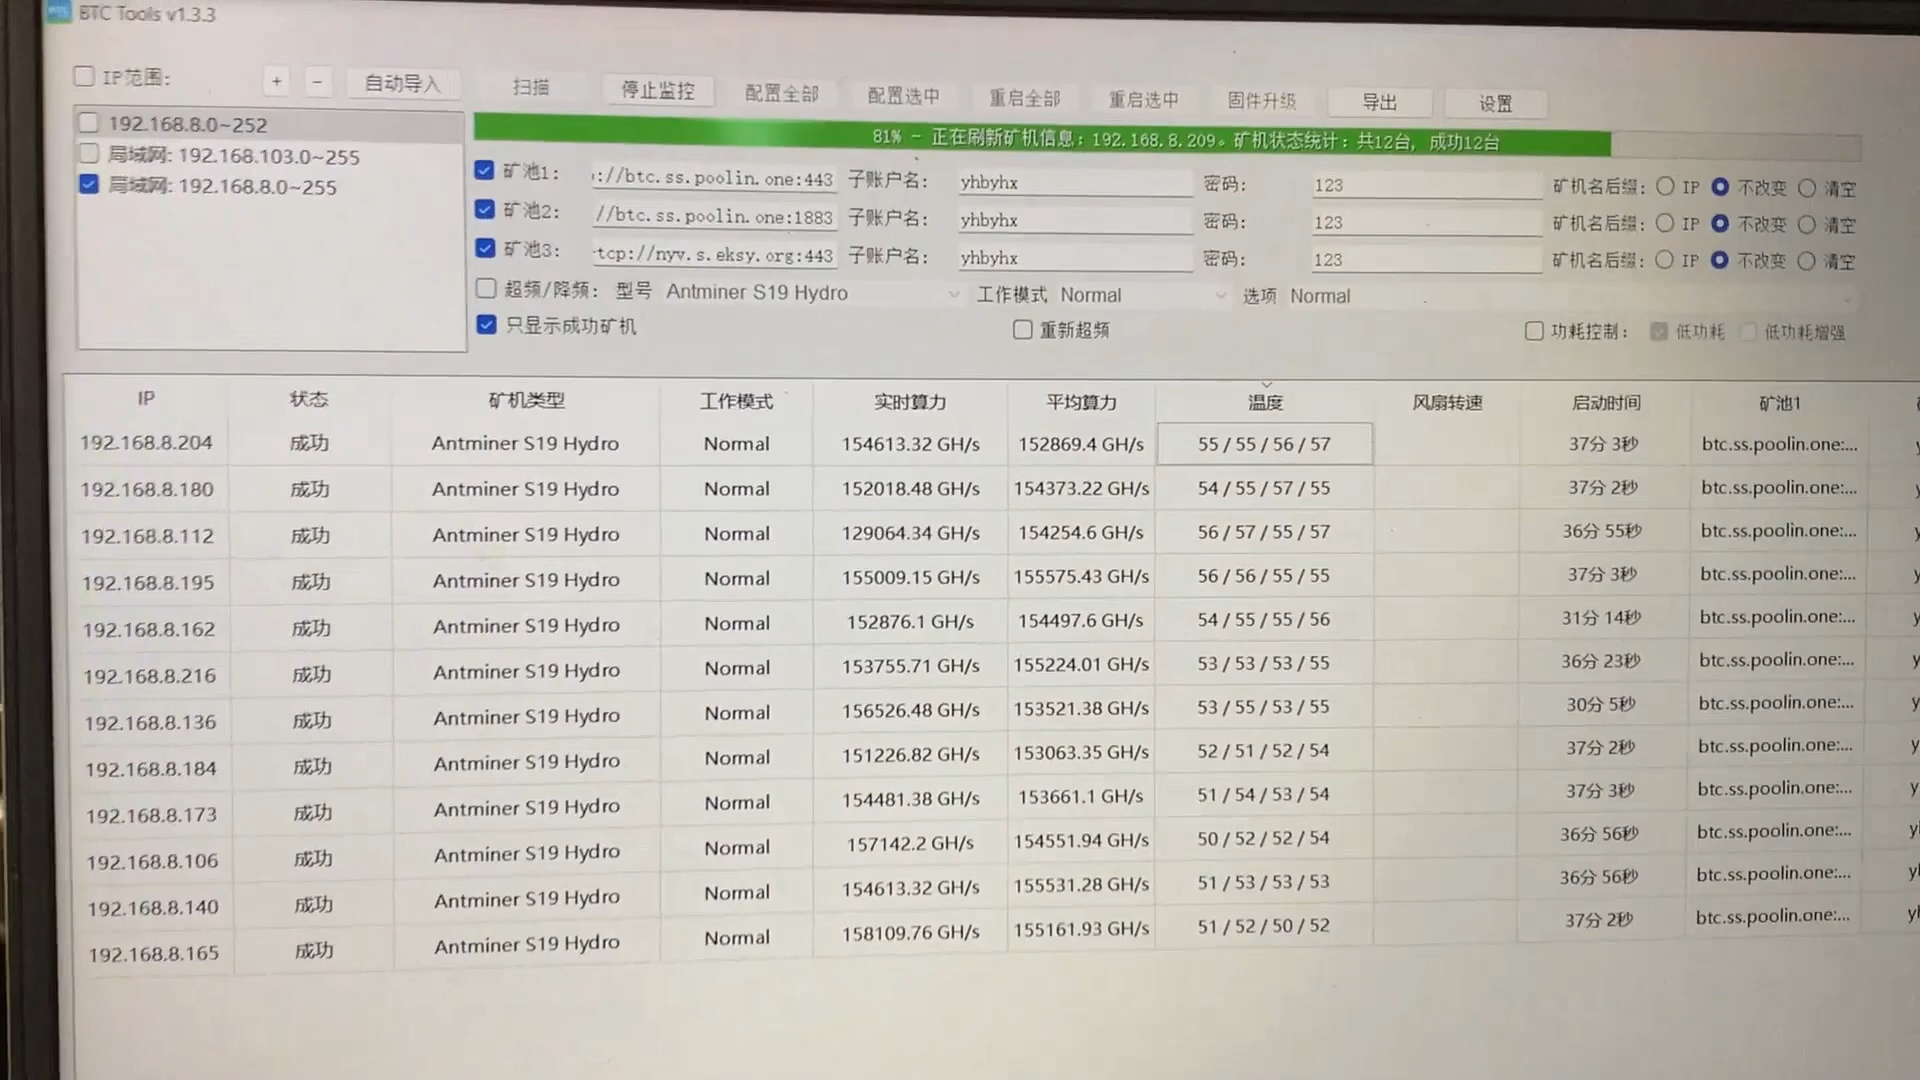 BTC Tools v1.3.3
IP范围: + - 自动导入 扫描 停止监控 配置全部 配置选中 重启全部 重启选中 固件升级 导出 设置
192.168.8.0~252
局域网: 192.168.103.0~255
局域网: 192.168.8.0~255
81% - 正在刷新矿机信息: 192.168.8.209。矿机状态统计: 共12台, 成功12台
矿池1: ://btc.ss.poolin.one:443 子账户名: yhbyhx 密码: 123 矿机名后缀: IP 不改变 清空
矿池2: //btc.ss.poolin.one:1883 子账户名: yhbyhx 密码: 123 矿机名后缀: IP 不改变 清空
矿池3: tcp://nyv.s.eksy.org:443 子账户名: yhbyhx 密码: 123 矿机名后缀: IP 不改变 清空
超频/降频: 型号 Antminer S19 Hydro 工作模式 Normal 选项 Normal
只显示成功矿机 重新超频 功耗控制: 低功耗 低功耗增强
IP 状态 矿机类型 工作模式 实时算力 平均算力 温度 风扇转速 启动时间 矿池1
192.168.8.204 成功 Antminer S19 Hydro Normal 154613.32 GH/s 152869.4 GH/s 55 / 55 / 56 / 57 37分 3秒 btc.ss.poolin.one:...
192.168.8.180 成功 Antminer S19 Hydro Normal 152018.48 GH/s 154373.22 GH/s 54 / 55 / 57 / 55 37分 2秒 btc.ss.poolin.one:...
192.168.8.112 成功 Antminer S19 Hydro Normal 129064.34 GH/s 154254.6 GH/s 56 / 57 / 55 / 57 36分 55秒 btc.ss.poolin.one:...
192.168.8.195 成功 Antminer S19 Hydro Normal 155009.15 GH/s 155575.43 GH/s 56 / 56 / 55 / 55 37分 3秒 btc.ss.poolin.one:...
192.168.8.162 成功 Antminer S19 Hydro Normal 152876.1 GH/s 154497.6 GH/s 54 / 55 / 55 / 56 31分 14秒 btc.ss.poolin.one:...
192.168.8.216 成功 Antminer S19 Hydro Normal 153755.71 GH/s 155224.01 GH/s 53 / 53 / 53 / 55 36分 23秒 btc.ss.poolin.one:...
192.168.8.136 成功 Antminer S19 Hydro Normal 156526.48 GH/s 153521.38 GH/s 53 / 55 / 53 / 55 30分 5秒 btc.ss.poolin.one:...
192.168.8.184 成功 Antminer S19 Hydro Normal 151226.82 GH/s 153063.35 GH/s 52 / 51 / 52 / 54 37分 2秒 btc.ss.poolin.one:...
192.168.8.173 成功 Antminer S19 Hydro Normal 154481.38 GH/s 153661.1 GH/s 51 / 54 / 53 / 54 37分 3秒 btc.ss.poolin.one:...
192.168.8.106 成功 Antminer S19 Hydro Normal 157142.2 GH/s 154551.94 GH/s 50 / 52 / 52 / 54 36分 56秒 btc.ss.poolin.one:...
192.168.8.140 成功 Antminer S19 Hydro Normal 154613.32 GH/s 155531.28 GH/s 51 / 53 / 53 / 53 36分 56秒 btc.ss.poolin.one:...
192.168.8.165 成功 Antminer S19 Hydro Normal 158109.76 GH/s 155161.93 GH/s 51 / 52 / 50 / 52 37分 2秒 btc.ss.poolin.one:...